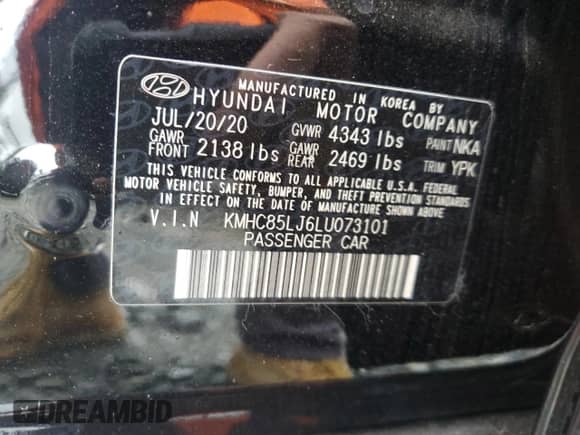 MANUFACTURED IN KOREA BY
HYUNDAI MOTOR COMPANY
JUL/20/20 GVWR 4343 lbs PAINT NKA
GAWR FRONT 2138 lbs GAWR REAR 2469 lbs TRIM YPK
THIS VEHICLE CONFORMS TO ALL APPLICABLE U.S.A. FEDERAL
MOTOR VEHICLE SAFETY, BUMPER, AND THEFT PREVENTION STANDARDS
IN EFFECT ON THE DATE OF MANUFACTURE SHOWN ABOVE
V.I.N KMHC85LJ6LU073101
PASSENGER CAR
DREAMBID